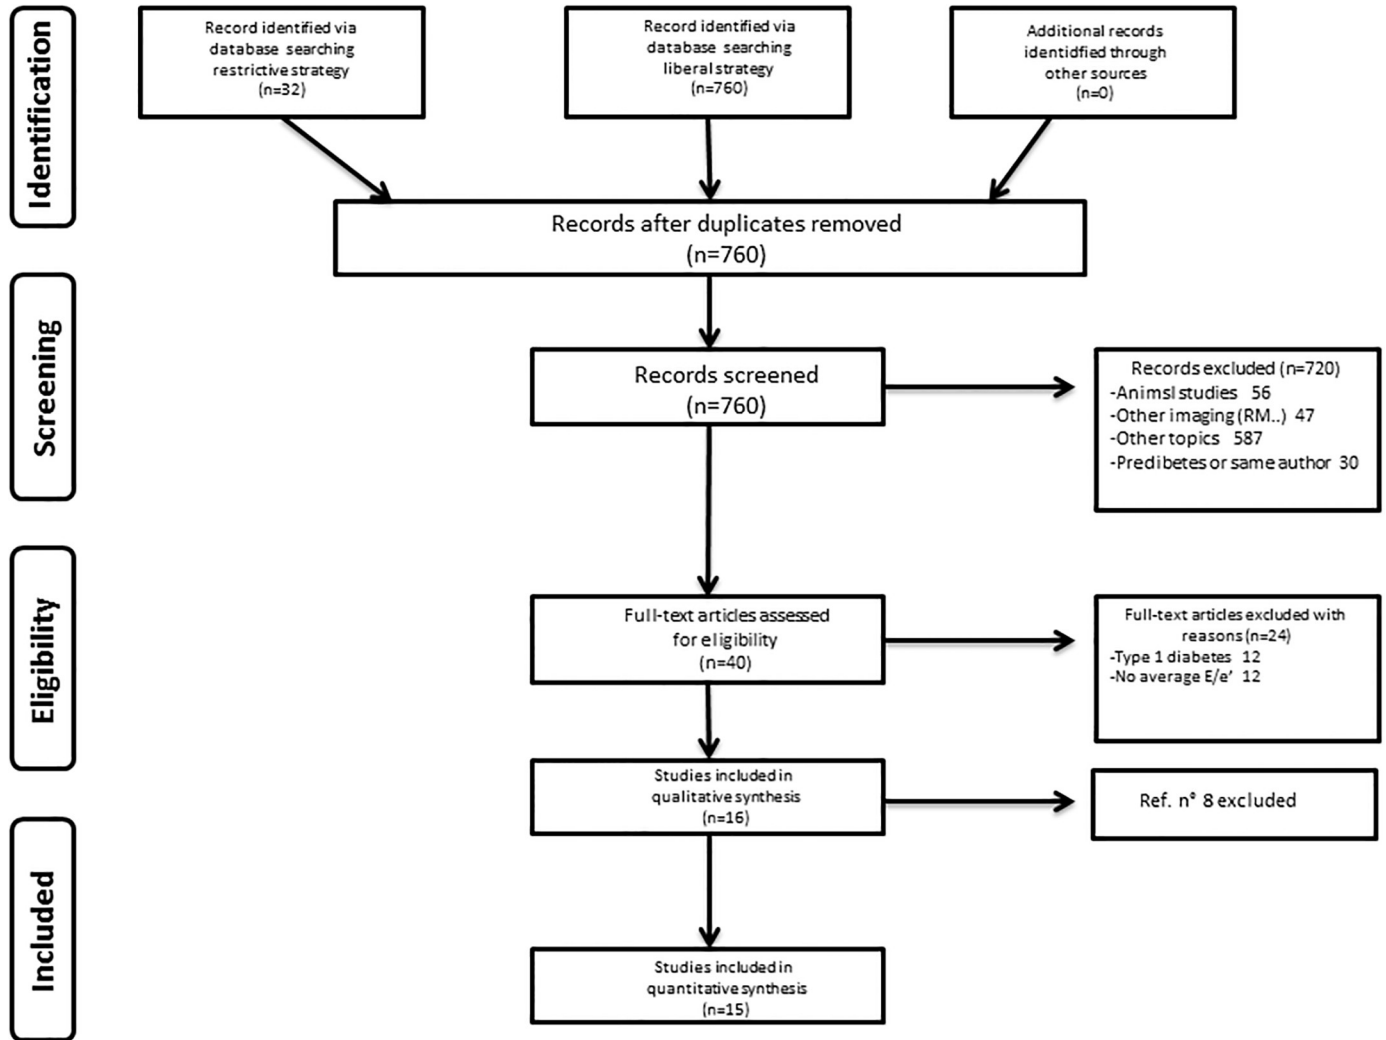 Identification
Record identified via
database searching
restrictive strategy
(n=32)
Record identified via
database searching
liberal strategy
(n=760)
Additional records
identidfied through
other sources
(n=0)
Records after duplicates removed
(n=760)
Screening
Records screened
(n=760)
Records excluded (n=720)
-Animsl studies 56
-Other imaging (RM..) 47
-Other topics 587
-Predibetes or same author 30
Eligibility
Full-text articles assessed
for eligibility
(n=40)
Full-text articles excluded with
reasons (n=24)
-Type 1 diabetes 12
-No average E/e' 12
Studies included in
qualitative synthesis
(n=16)
Ref. n° 8 excluded
Included
Studies included in
quantitative synthesis
(n=15)